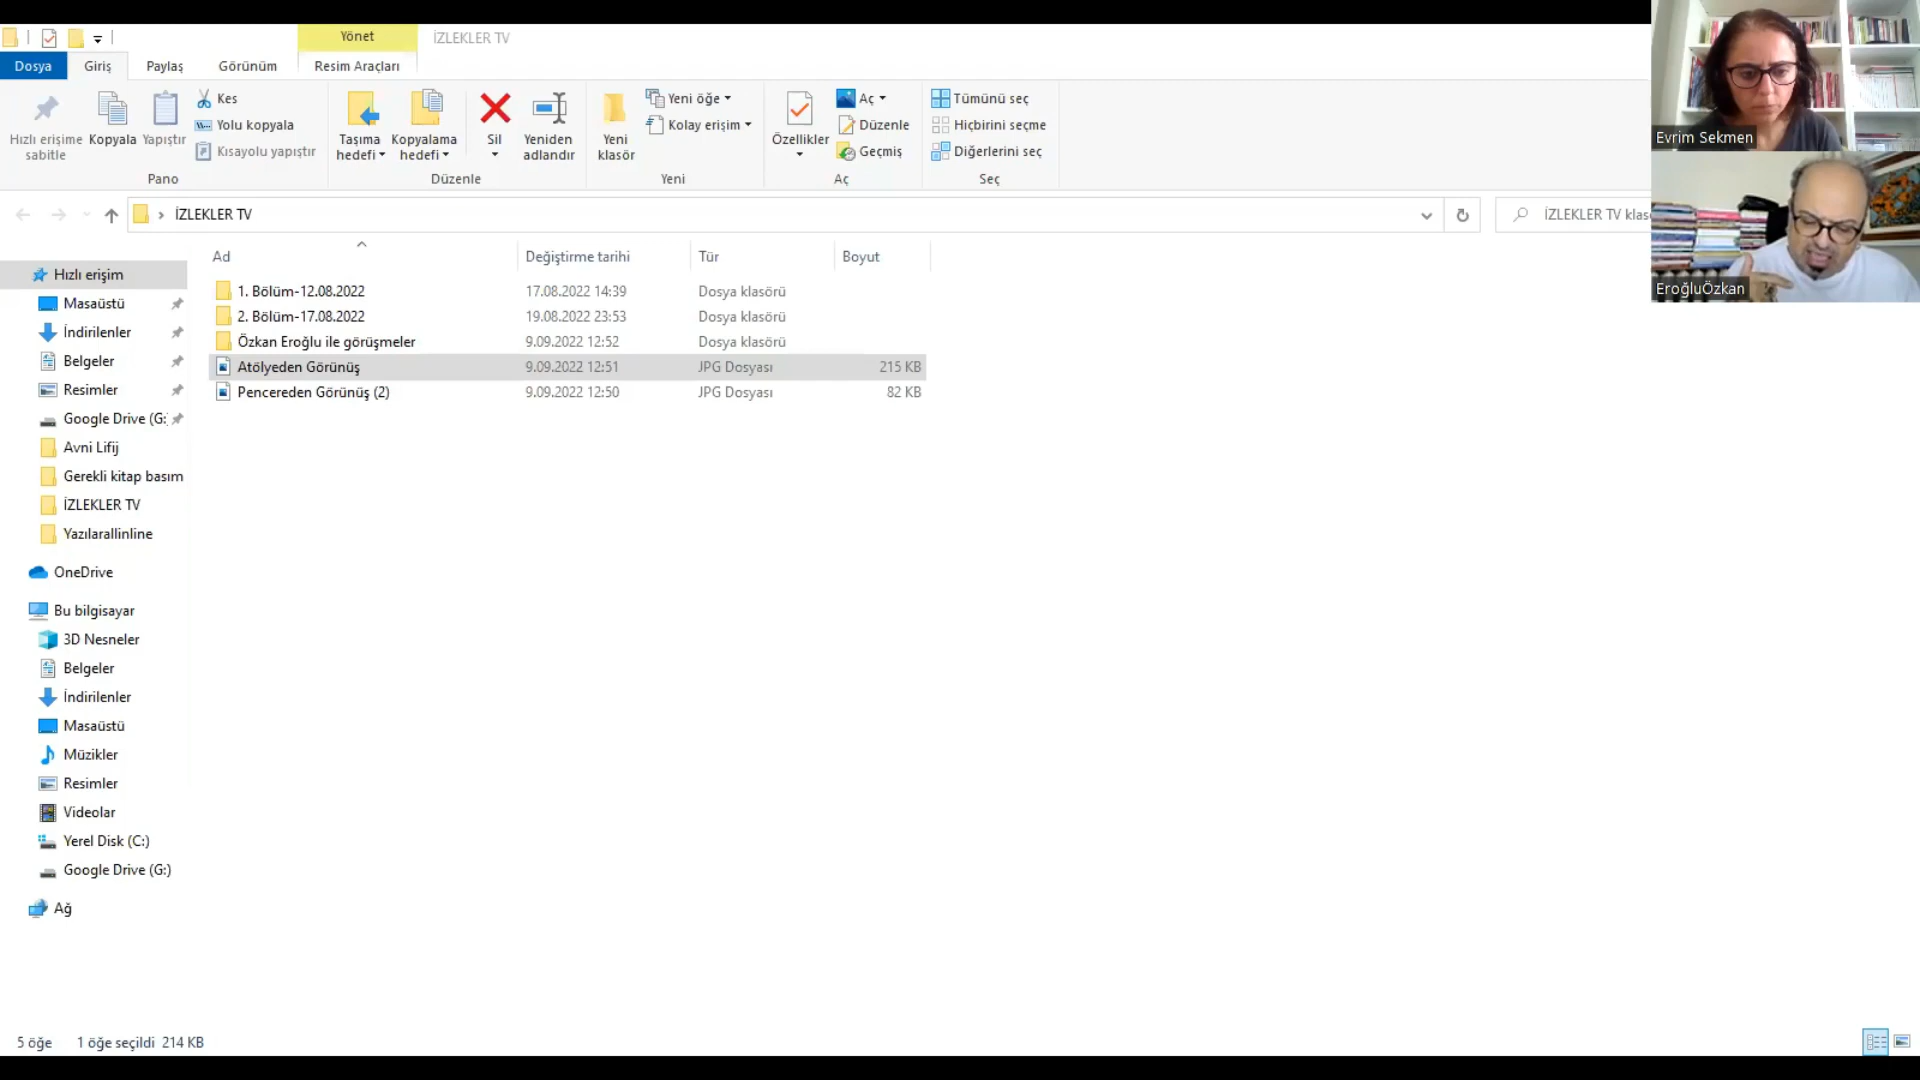 Yönet
İZLEKLER TV
Dosya
Giriş
Paylaş
Görünüm
Resim Araçları
Hızlı erişime sabitle
Kopyala
Yapıştır
Kes
Yolu kopyala
Kısayolu yapıştır
Pano
Taşıma hedefi
Kopyalama hedefi
Sil
Yeniden adlandır
Düzenle
Yeni klasör
Yeni öğe
Kolay erişim
Yeni
Özellikler
Aç
Düzenle
Geçmiş
Aç
Tümünü seç
Hiçbirini seçme
Diğerlerini seç
Seç
Evrim Sekmen
EroğluÖzkan
İZLEKLER TV
İZLEKLER TV klas
Ad
Değiştirme tarihi
Tür
Boyut
1. Bölüm-12.08.2022 17.08.2022 14:39 Dosya klasörü
2. Bölüm-17.08.2022 19.08.2022 23:53 Dosya klasörü
Özkan Eroğlu ile görüşmeler 9.09.2022 12:52 Dosya klasörü
Atölyeden Görünüş 9.09.2022 12:51 JPG Dosyası 215 KB
Pencereden Görünüş (2) 9.09.2022 12:50 JPG Dosyası 82 KB
Hızlı erişim
Masaüstü
İndirilenler
Belgeler
Resimler
Google Drive (G:
Avni Lifij
Gerekli kitap basım
İZLEKLER TV
Yazılarallinline
OneDrive
Bu bilgisayar
3D Nesneler
Belgeler
İndirilenler
Masaüstü
Müzikler
Resimler
Videolar
Yerel Disk (C:)
Google Drive (G:)
Ağ
5 öğe
1 öğe seçildi 214 KB